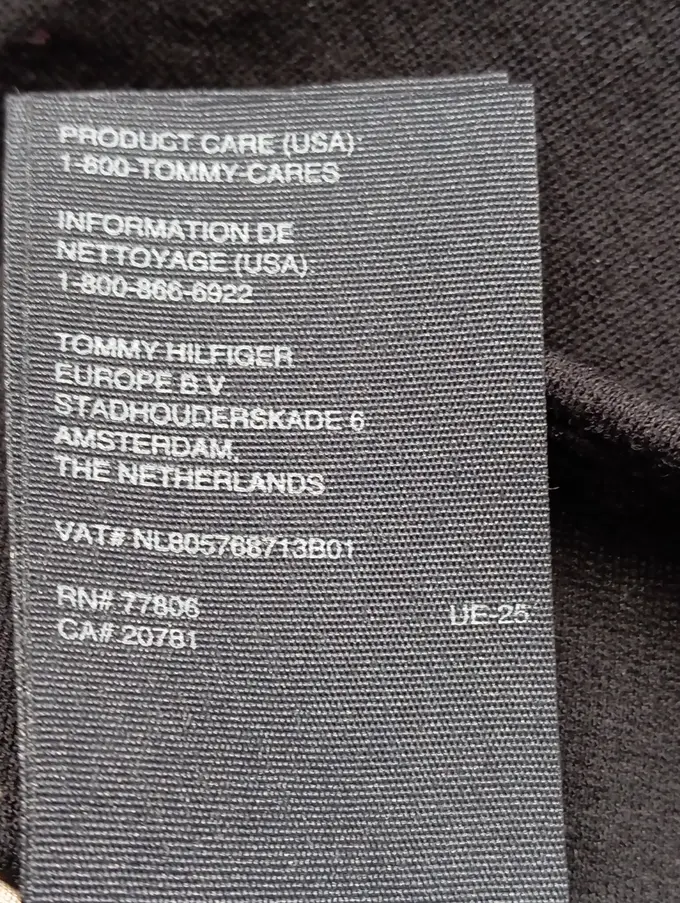 PRODUCT CARE (USA):
1-800-TOMMY-CARES
INFORMATION DE
NETTOYAGE (USA):
1-800-866-6922
TOMMY HILFIGER
EUROPE B.V.
STADHOUDERSKADE 6
AMSTERDAM,
THE NETHERLANDS
VAT# NL805768713B01
RN# 77806
UE-25
CA# 20781